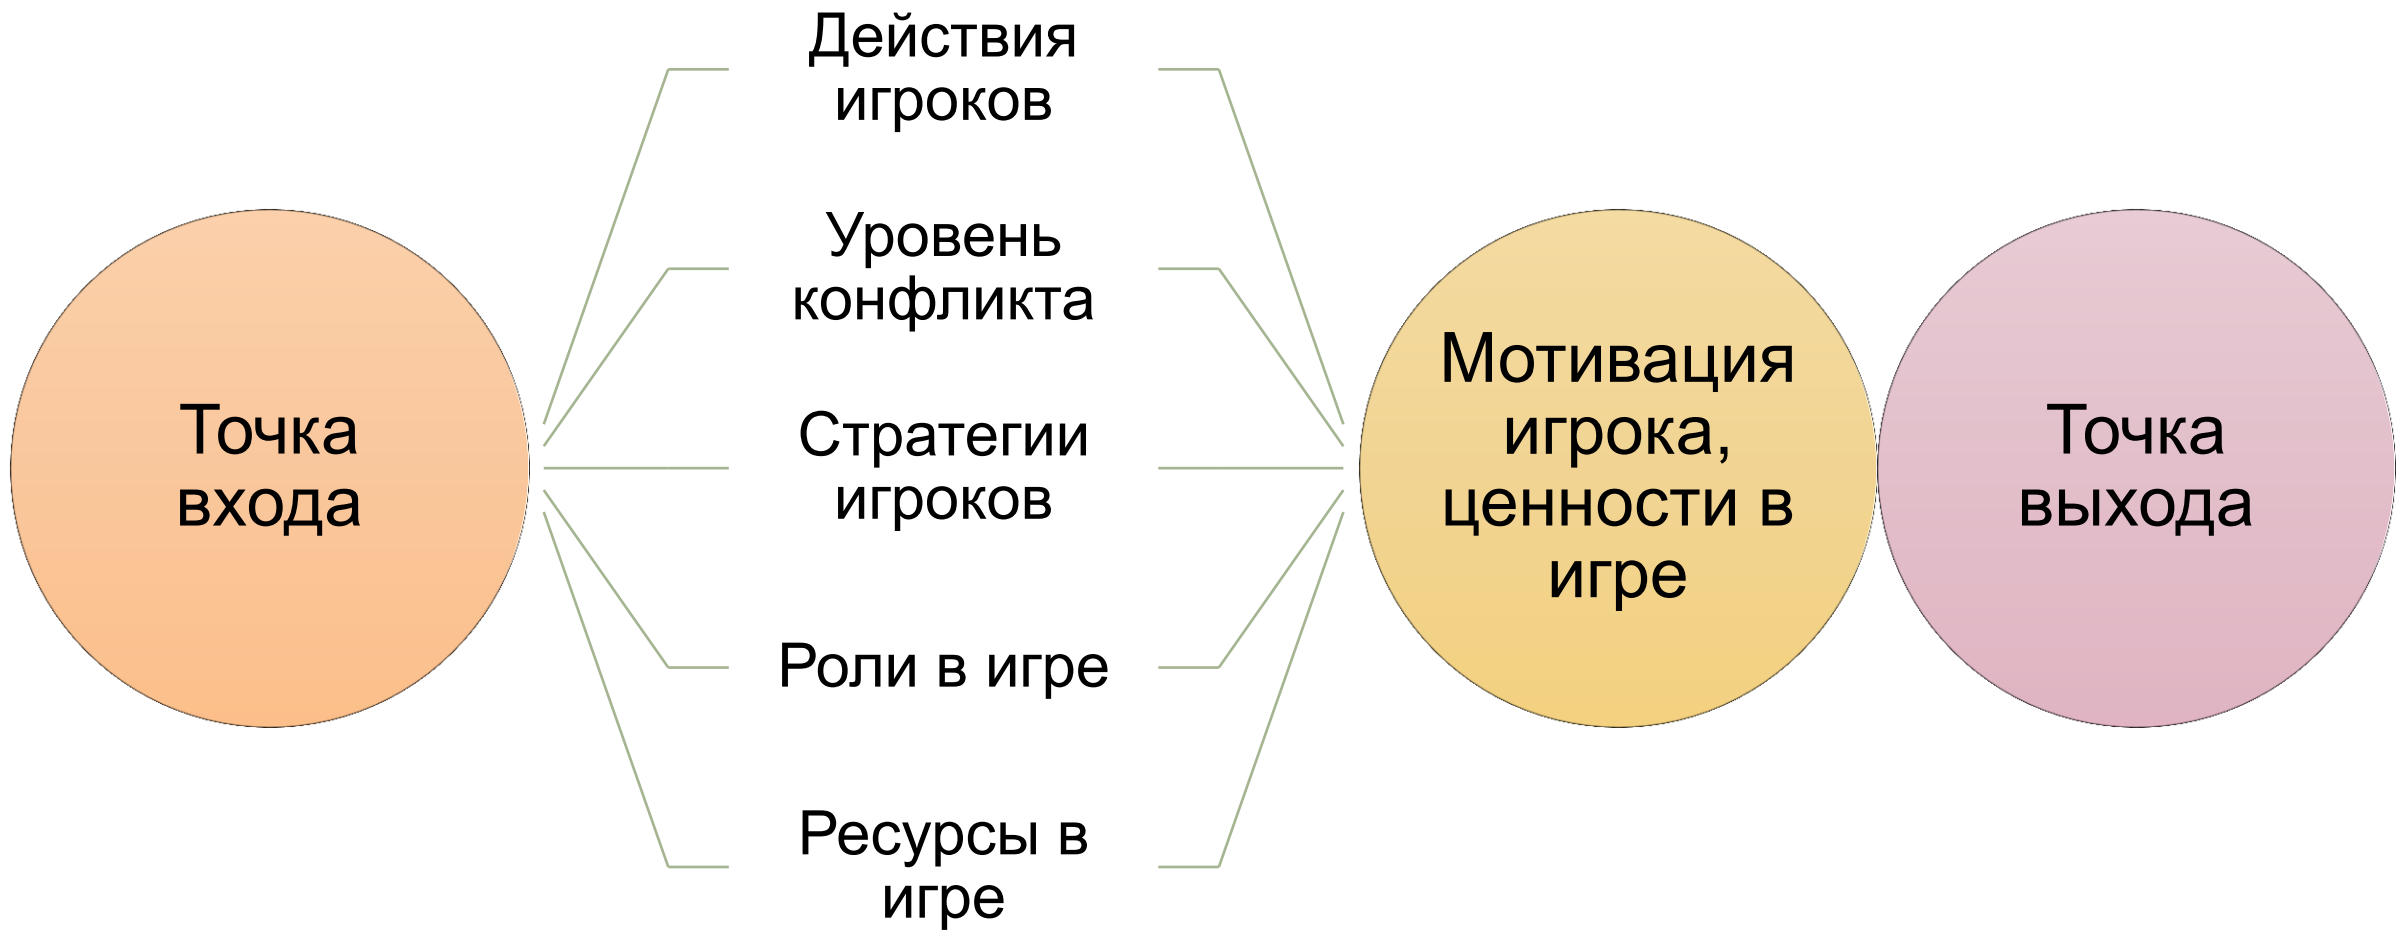 Точка
входа
Действия
игроков
Уровень
конфликта
Стратегии
игроков
Роли в игре
Ресурсы в
игре
Мотивация
игрока,
ценности в
игре
Точка
выхода